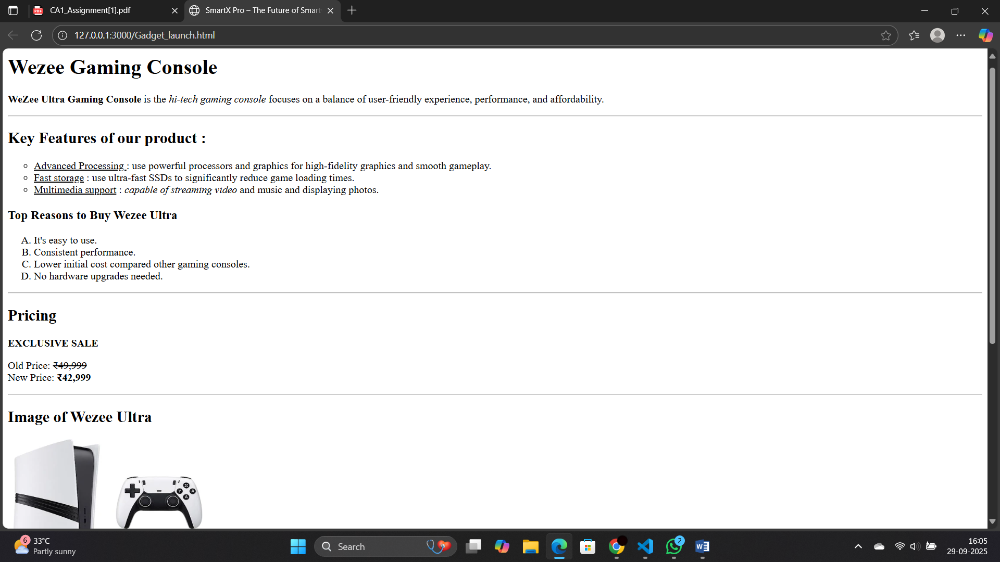 CA1_Assignment[1].pdf
SmartX Pro – The Future of Smart
127.0.0.1:3000/Gadget_launch.html
Wezee Gaming Console
WeZee Ultra Gaming Console is the hi-tech gaming console focuses on a balance of user-friendly experience, performance, and affordability.
Key Features of our product :
Advanced Processing : use powerful processors and graphics for high-fidelity graphics and smooth gameplay.
Fast storage : use ultra-fast SSDs to significantly reduce game loading times.
Multimedia support : capable of streaming video and music and displaying photos.
Top Reasons to Buy Wezee Ultra
A. It's easy to use.
B. Consistent performance.
C. Lower initial cost compared other gaming consoles.
D. No hardware upgrades needed.
Pricing
EXCLUSIVE SALE
Old Price: ₹49,999
New Price: ₹42,999
Image of Wezee Ultra
6
33°C
Partly sunny
Search
2
16:05
29-09-2025